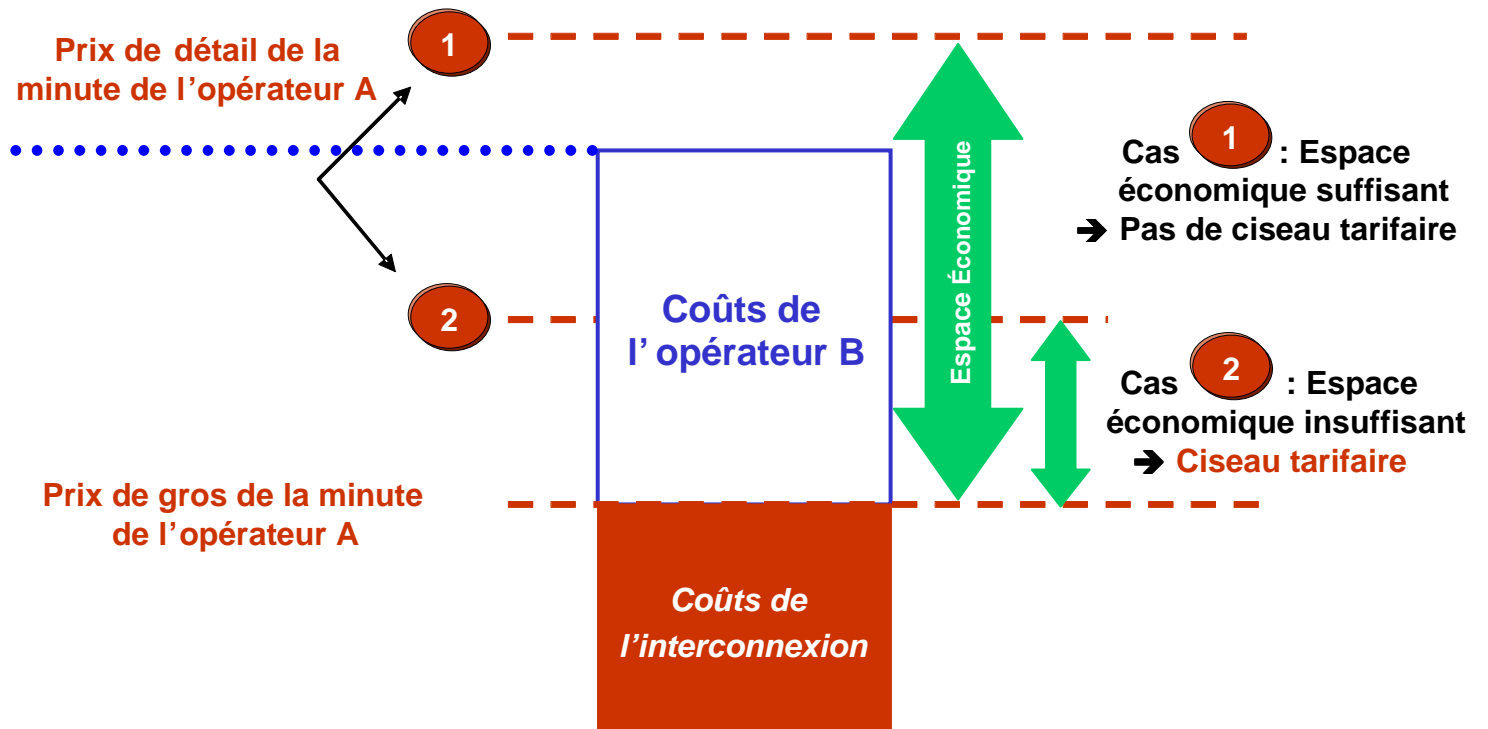 Prix de détail de la
minute de l'opérateur A
1
2
Prix de gros de la minute
de l'opérateur A
Coûts de
l' opérateur B
Coûts de
l'interconnexion
Espace Économique
Cas 1 : Espace
économique suffisant
➔ Pas de ciseau tarifaire
Cas 2 : Espace
économique insuffisant
➔ Ciseau tarifaire